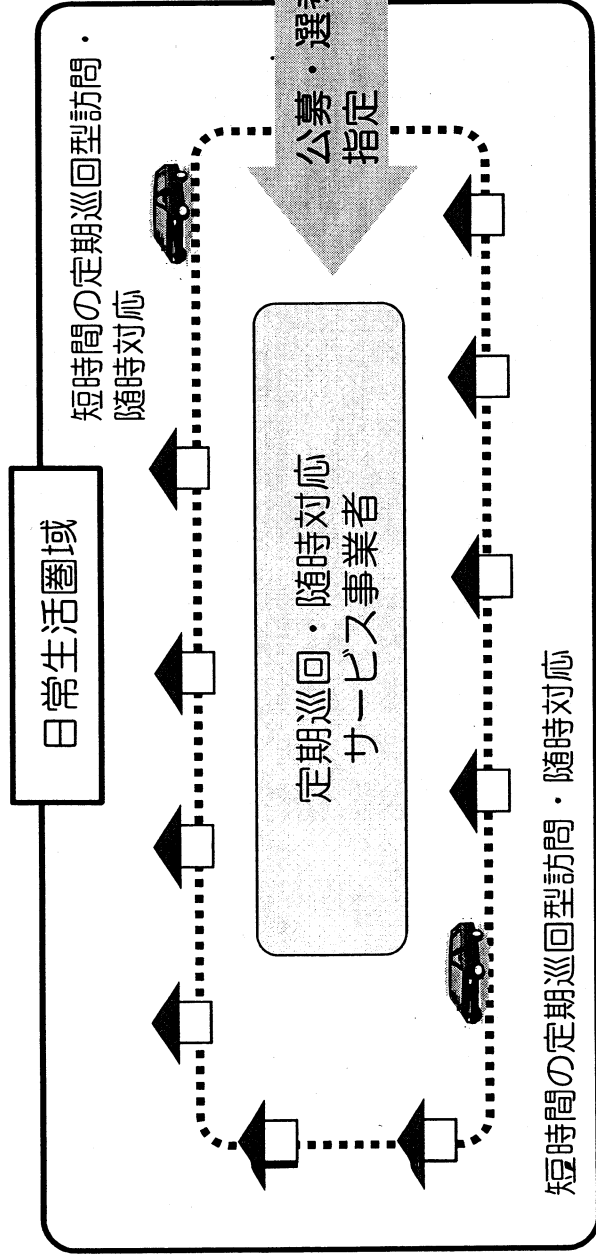 日常生活圏域
短時間の定期巡回型訪問・
随時対応
公募・選
指定
定期巡回・随時対応
サービス事業者
短時間の定期巡回型訪問・随時対応